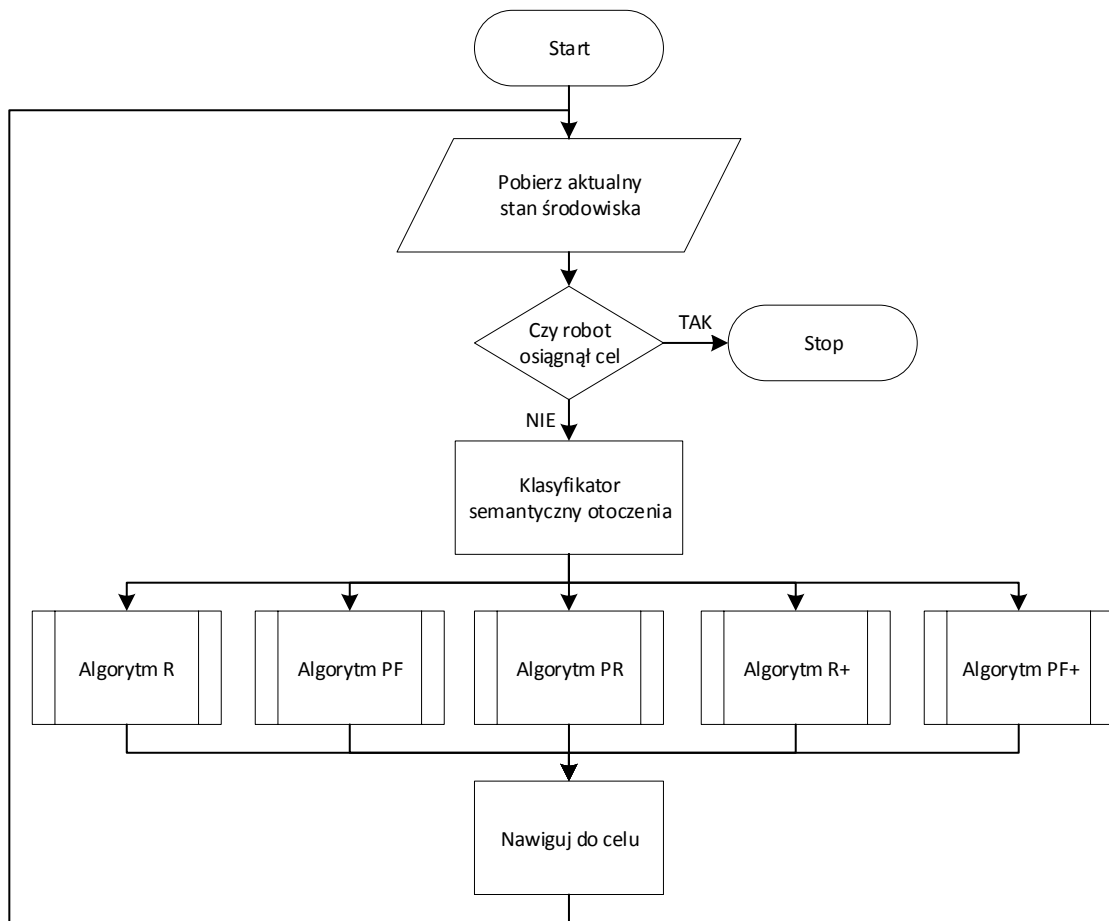 Start
Pobierz aktualny
stan środowiska
Czy robot
osiągnął cel
TAK
Stop
NIE
Klasyfikator
semantyczny otoczenia
Algorytm R
Algorytm PF
Algorytm PR
Algorytm R+
Algorytm PF+
Nawiguj do celu